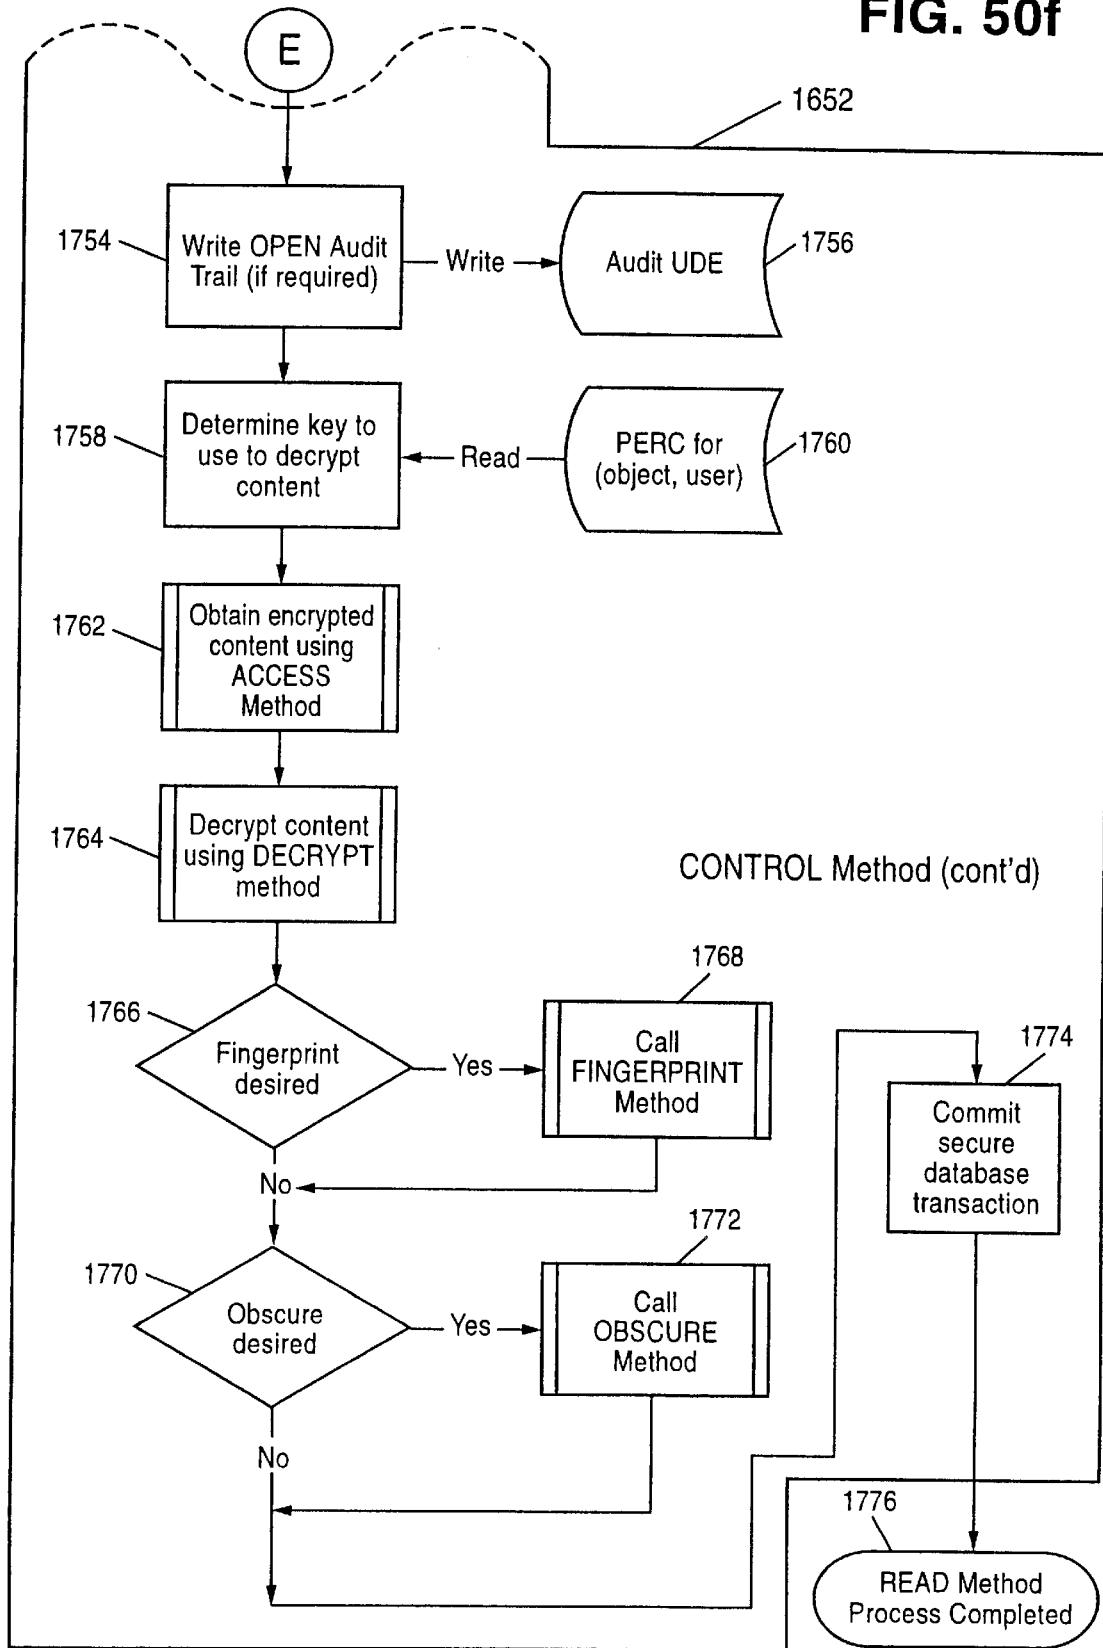 FIG. 50f
E
1652
1754
Write OPEN Audit
Trail (if required)
Write
Audit UDE
1756
1758
Determine key to
use to decrypt
content
Read
PERC for
(object, user)
1760
1762
Obtain encrypted
content using
ACCESS
Method
1764
Decrypt content
using DECRYPT
method
CONTROL Method (cont'd)
1766
Fingerprint
desired
Yes
1768
Call
FINGERPRINT
Method
No
1770
Obscure
desired
Yes
1772
Call
OBSCURE
Method
No
1774
Commit
secure
database
transaction
1776
READ Method
Process Completed